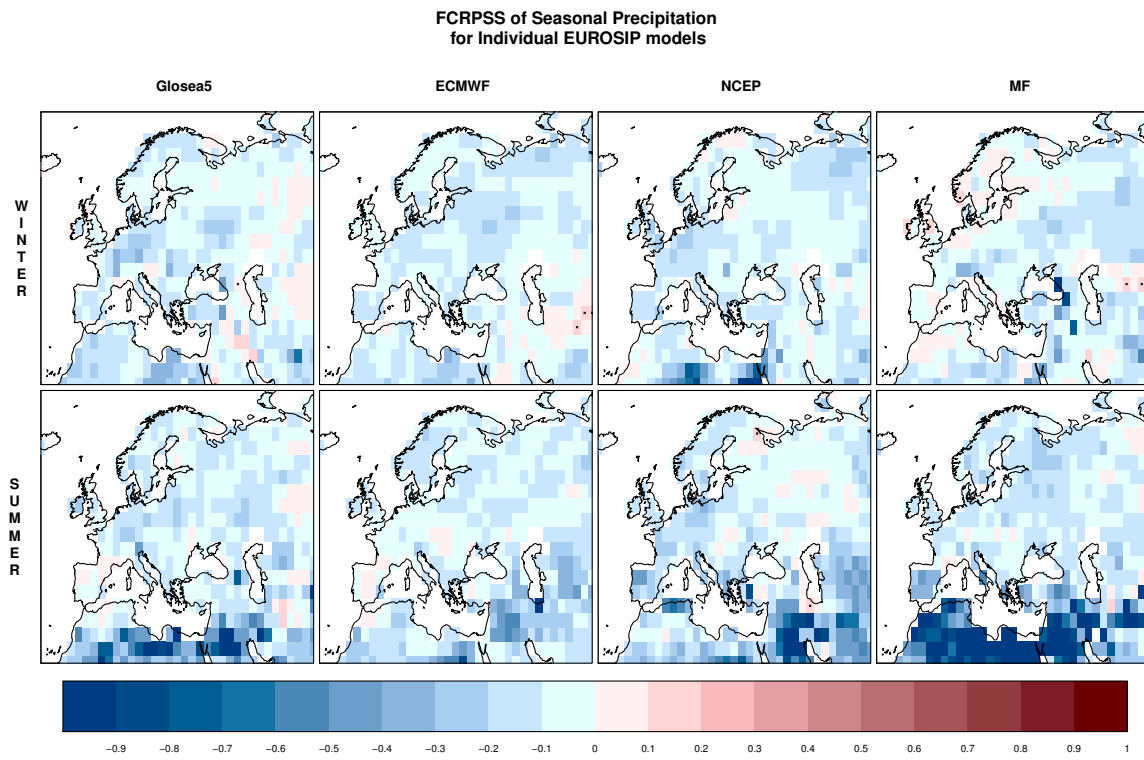 FCRPSS of Seasonal Precipitation
for Individual EUROSIP models
Glosea5 ECMWF NCEP MF
W
I
N
T
E
R
S
U
M
M
E
R
−0.9 −0.8 −0.7 −0.6 −0.5 −0.4 −0.3 −0.2 −0.1 0 0.1 0.2 0.3 0.4 0.5 0.6 0.7 0.8 0.9 1